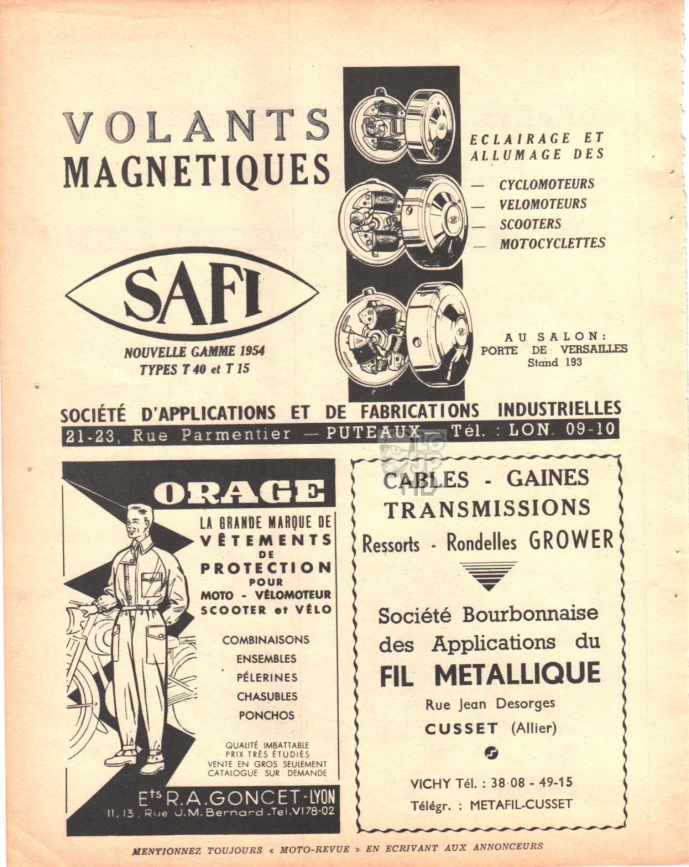 VOLANTS
MAGNETIQUES
ECLAIRAGE ET
ALLUMAGE DES
— CYCLOMOTEURS
— VELOMOTEURS
— SCOOTERS
— MOTOCYCLETTES
SAFI
NOUVELLE GAMME 1954
TYPES T 40 et T 15
AU SALON :
PORTE DE VERSAILLES
Stand 193
SOCIÉTÉ D'APPLICATIONS ET DE FABRICATIONS INDUSTRIELLES
21-23, Rue Parmentier — PUTEAUX — Tél. : LON. 09-10
ORAGE
LA GRANDE MARQUE DE
VÊTEMENTS
DE
PROTECTION
POUR
MOTO - VÉLOMOTEUR
SCOOTER et VÉLO
COMBINAISONS
ENSEMBLES
PÉLERINES
CHASUBLES
PONCHOS
QUALITÉ IMBATTABLE
PRIX TRÈS ÉTUDIÉS
VENTE EN GROS SEULEMENT
CATALOGUE SUR DEMANDE
Ets R.A.GONCET-LYON
11,13, Rue J.M.Bernard-Tel.VI78-02
CABLES - GAINES
TRANSMISSIONS
Ressorts - Rondelles GROWER
Société Bourbonnaise
des Applications du
FIL METALLIQUE
Rue Jean Desorges
CUSSET (Allier)
VICHY Tél. : 38-08 - 49-15
Télégr. : METAFIL-CUSSET
MENTIONNEZ TOUJOURS « MOTO-REVUE » EN ECRIVANT AUX ANNONCEURS